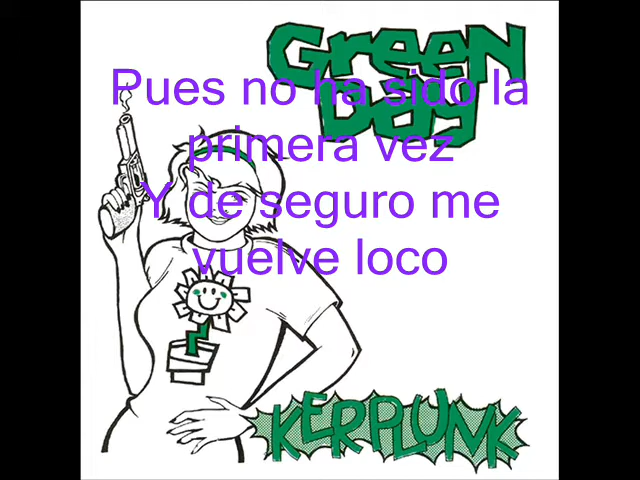 Green
Day
Pues no ha sido la
primera vez
Y de seguro me
vuelve loco
KERPLUNK